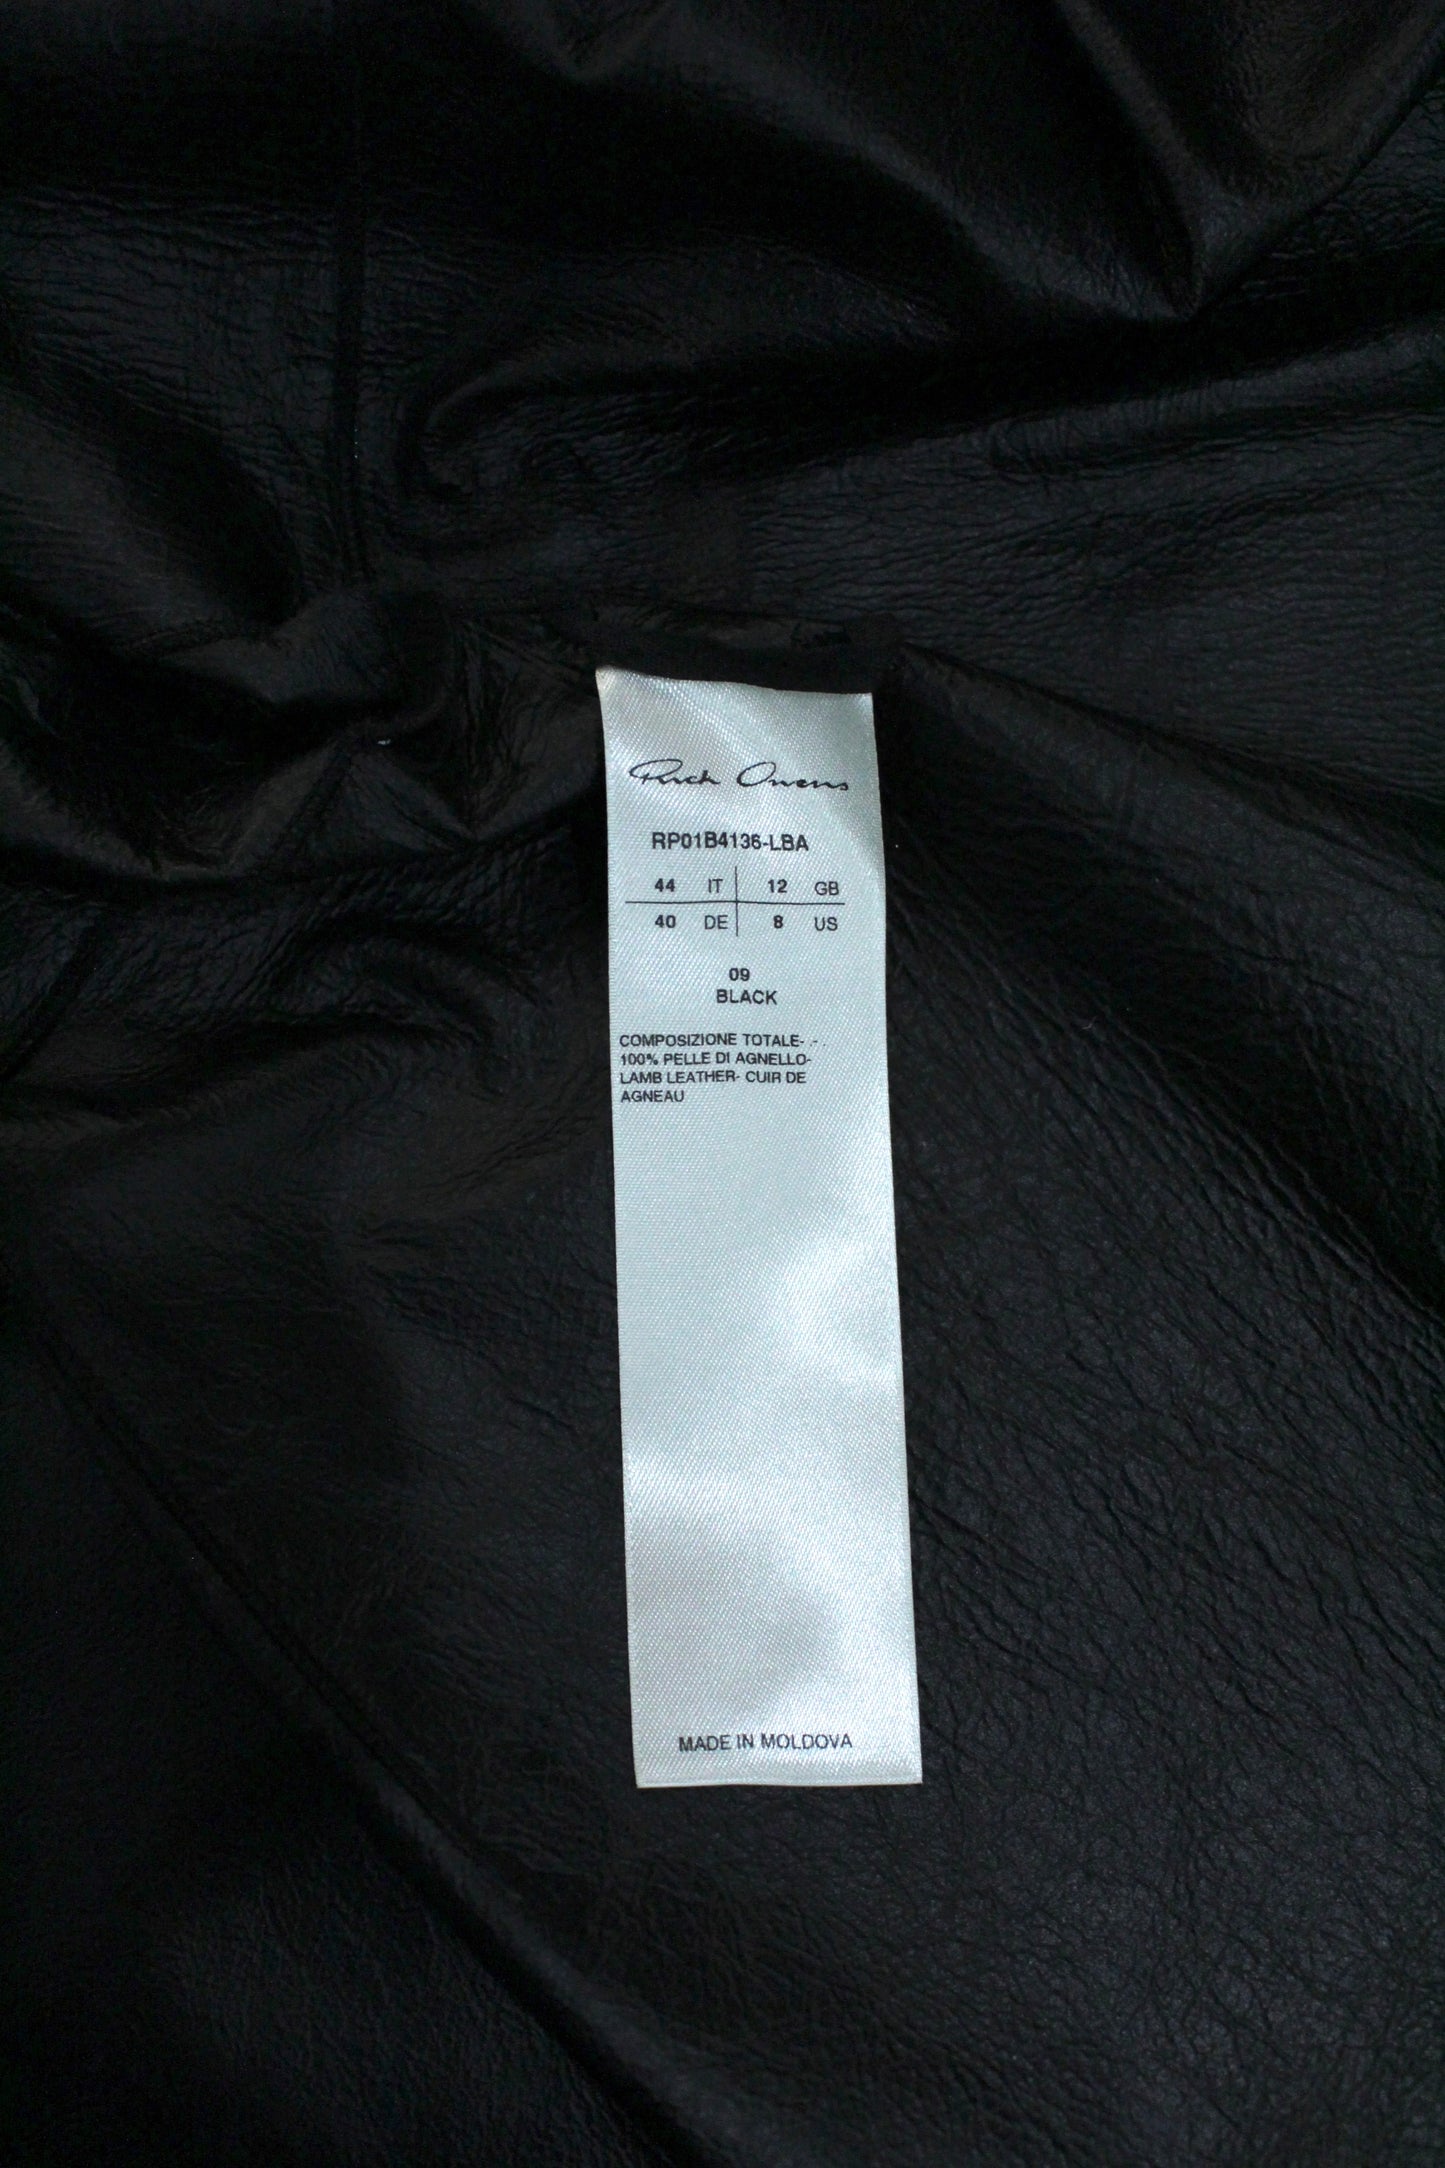 Rick Owens
RP01B4136-LBA
44 IT 12 GB
40 DE 8 US
09
BLACK
COMPOSIZIONE TOTALE- - .
100% PELLE DI AGNELLO-
LAMB LEATHER- CUIR DE
AGNEAU
MADE IN MOLDOVA